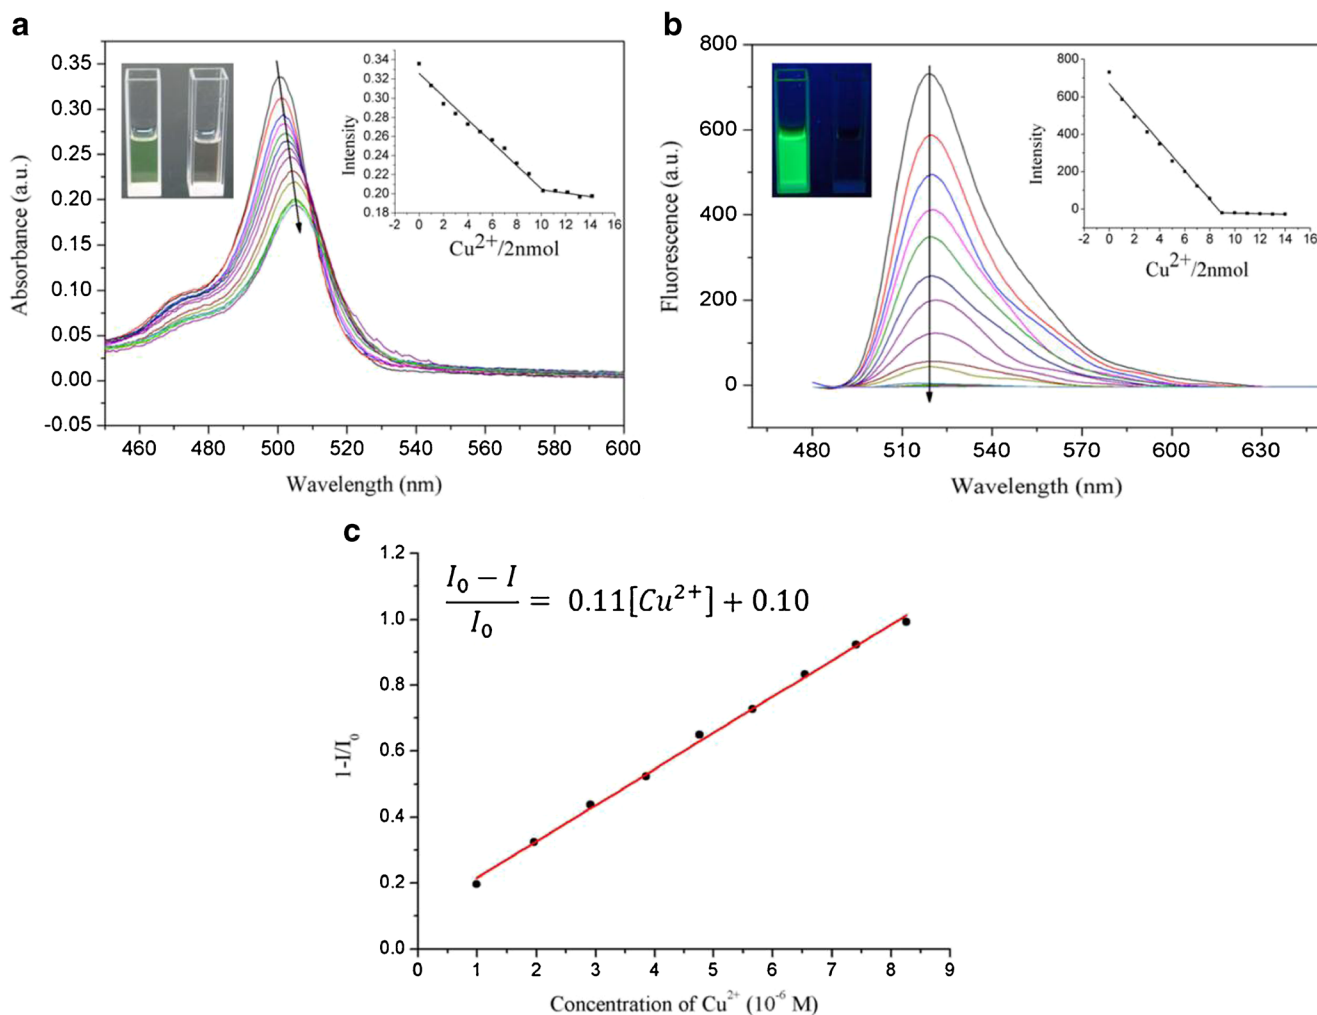 a
0.35
0.30
0.25
0.20
0.15
0.10
0.05
0.00
-0.05
Absorbance (a.u.)
460 480 500 520 540 560 580 600
Wavelength (nm)
0.34
0.32
0.30
0.28
0.26
0.24
0.22
0.20
0.18
Intensity
0 2 4 6 8 10 12 14 16
Cu²⁺/2nmol
b
800
600
400
200
0
Fluorescence (a.u.)
480 510 540 570 600 630
Wavelength (nm)
800
600
400
200
0
Intensity
-2 0 2 4 6 8 10 12 14 16
Cu²⁺/2nmol
c
1.2
1.0
0.8
0.6
0.4
0.2
0.0
1-I/I₀
I₀ − I
I₀
= 0.11[Cu²⁺] + 0.10
0 1 2 3 4 5 6 7 8 9
Concentration of Cu²⁺ (10⁻⁶ M)